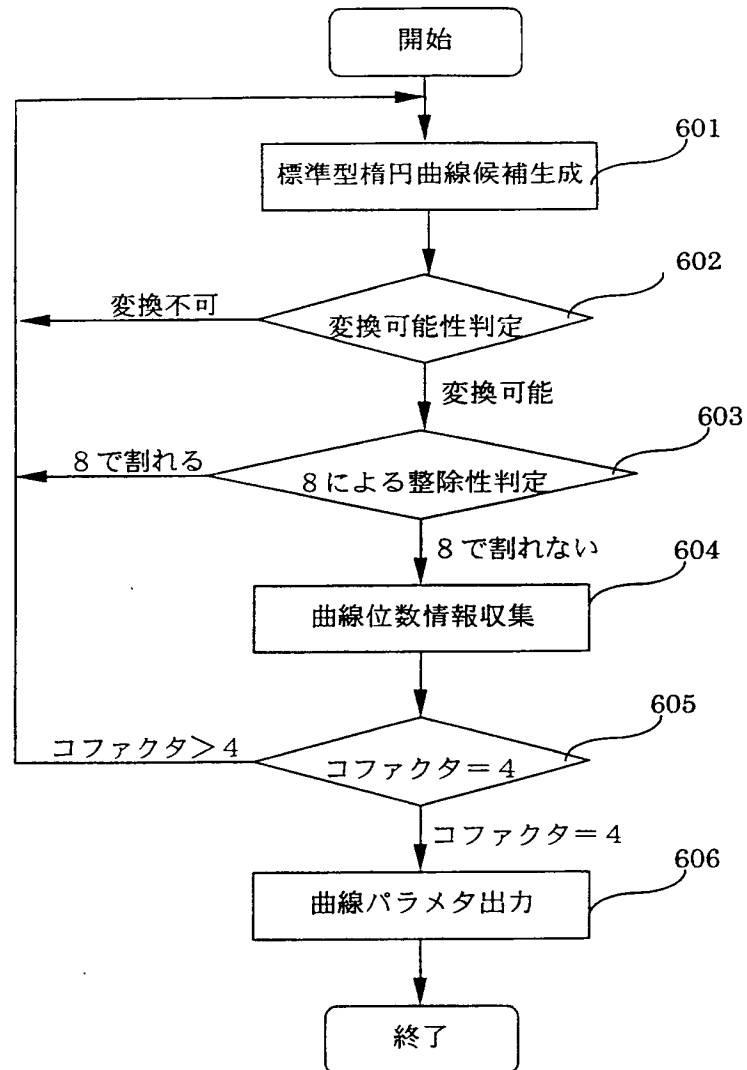 開始
601
標準型楕円曲線候補生成
602
変換不可
変換可能性判定
変換可能
603
８で割れる
８による整除性判定
８で割れない
604
曲線位数情報収集
605
コファクタ＞４
コファクタ＝４
コファクタ＝４
606
曲線パラメタ出力
終了